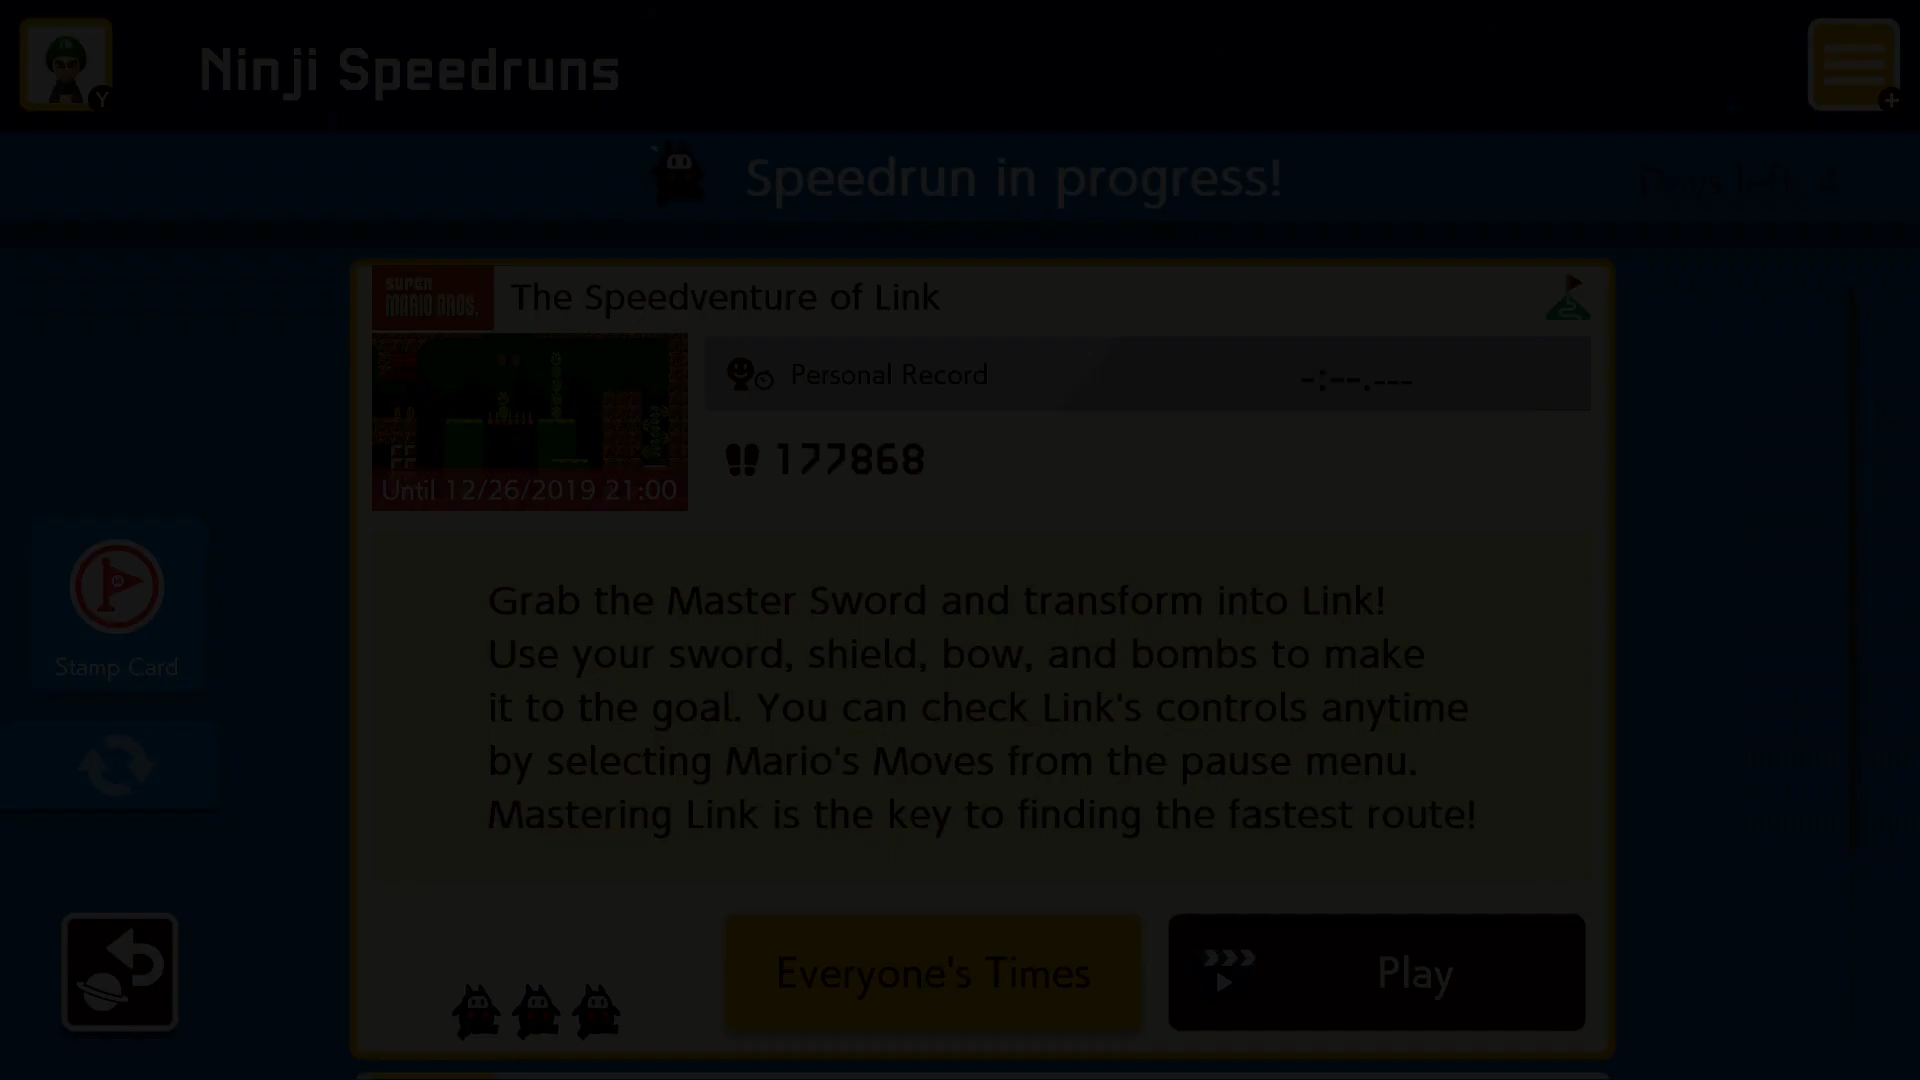 Ninji Speedruns
Y
+
Speedrun in progress!
Days left: 4
SUPER
MARIO BROS.
The Speedventure of Link
Personal Record
-:--.---
177868
Until 12/26/2019 21:00
Grab the Master Sword and transform into Link!
Use your sword, shield, bow, and bombs to make
it to the goal. You can check Link's controls anytime
by selecting Mario's Moves from the pause menu.
Mastering Link is the key to finding the fastest route!
M
Stamp Card
Everyone's Times
Play